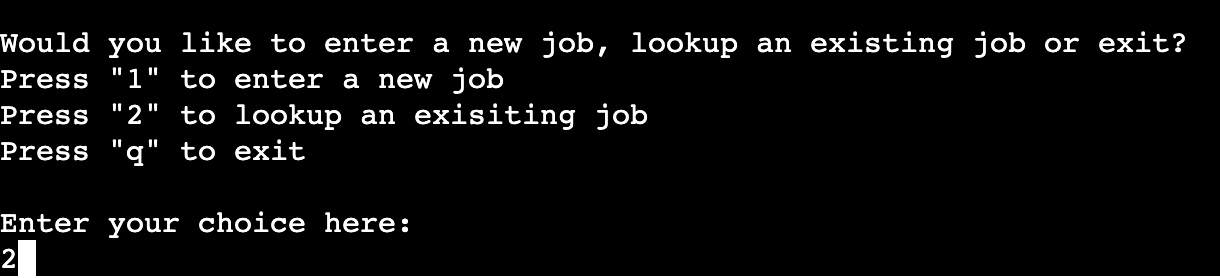 Would you like to enter a new job, lookup an existing job or exit?
Press "1" to enter a new job
Press "2" to lookup an exisiting job
Press "q" to exit
Enter your choice here:
2